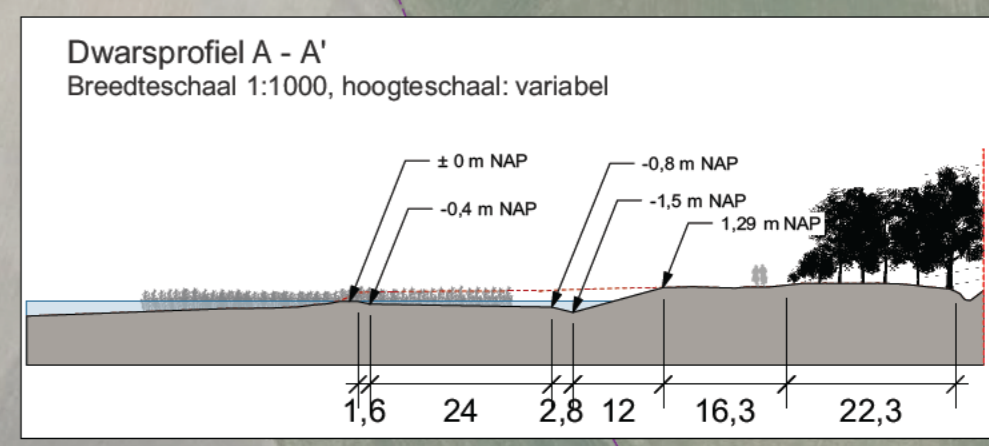 Dwarsprofiel A - A'
Breedteschaal 1:1000, hoogteschaal: variabel
± 0 m NAP
-0,4 m NAP
-0,8 m NAP
-1,5 m NAP
1,29 m NAP
1,6 24 2,8 12 16,3 22,3